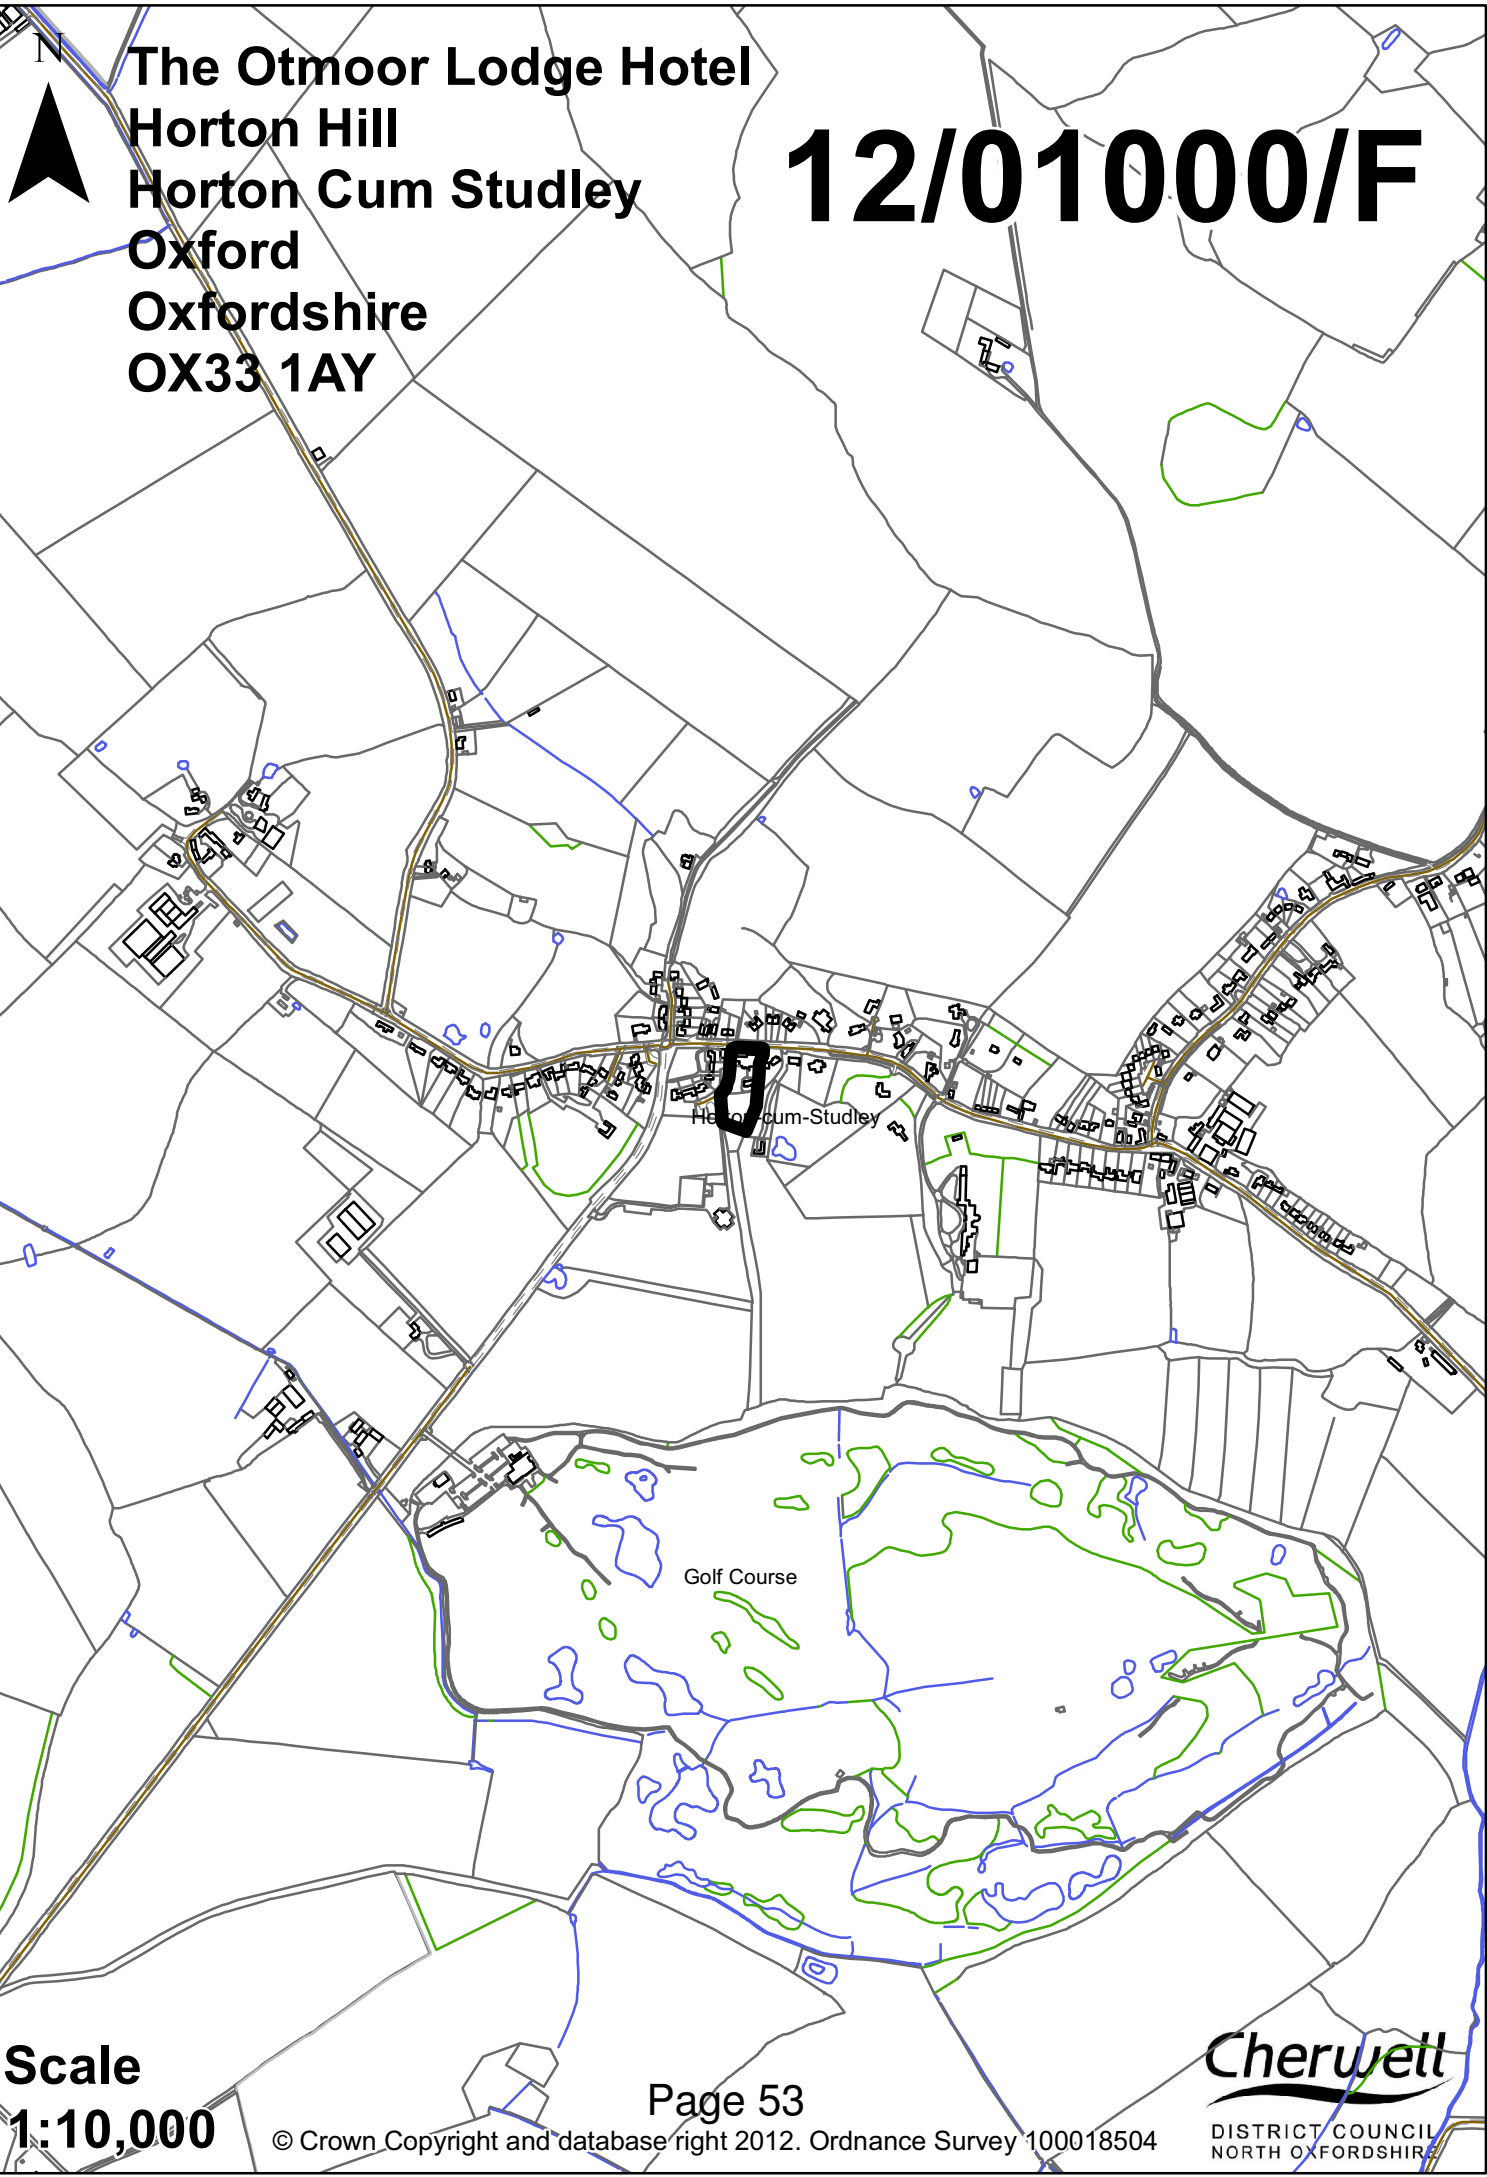 N
The Otmoor Lodge Hotel
Horton Hill
Horton Cum Studley
Oxford
Oxfordshire
OX33 1AY
12/01000/F
Horton-cum-Studley
Golf Course
Scale
1:10,000
Page 53
© Crown Copyright and database right 2012. Ordnance Survey 100018504
Cherwell
DISTRICT COUNCIL
NORTH OXFORDSHIRE